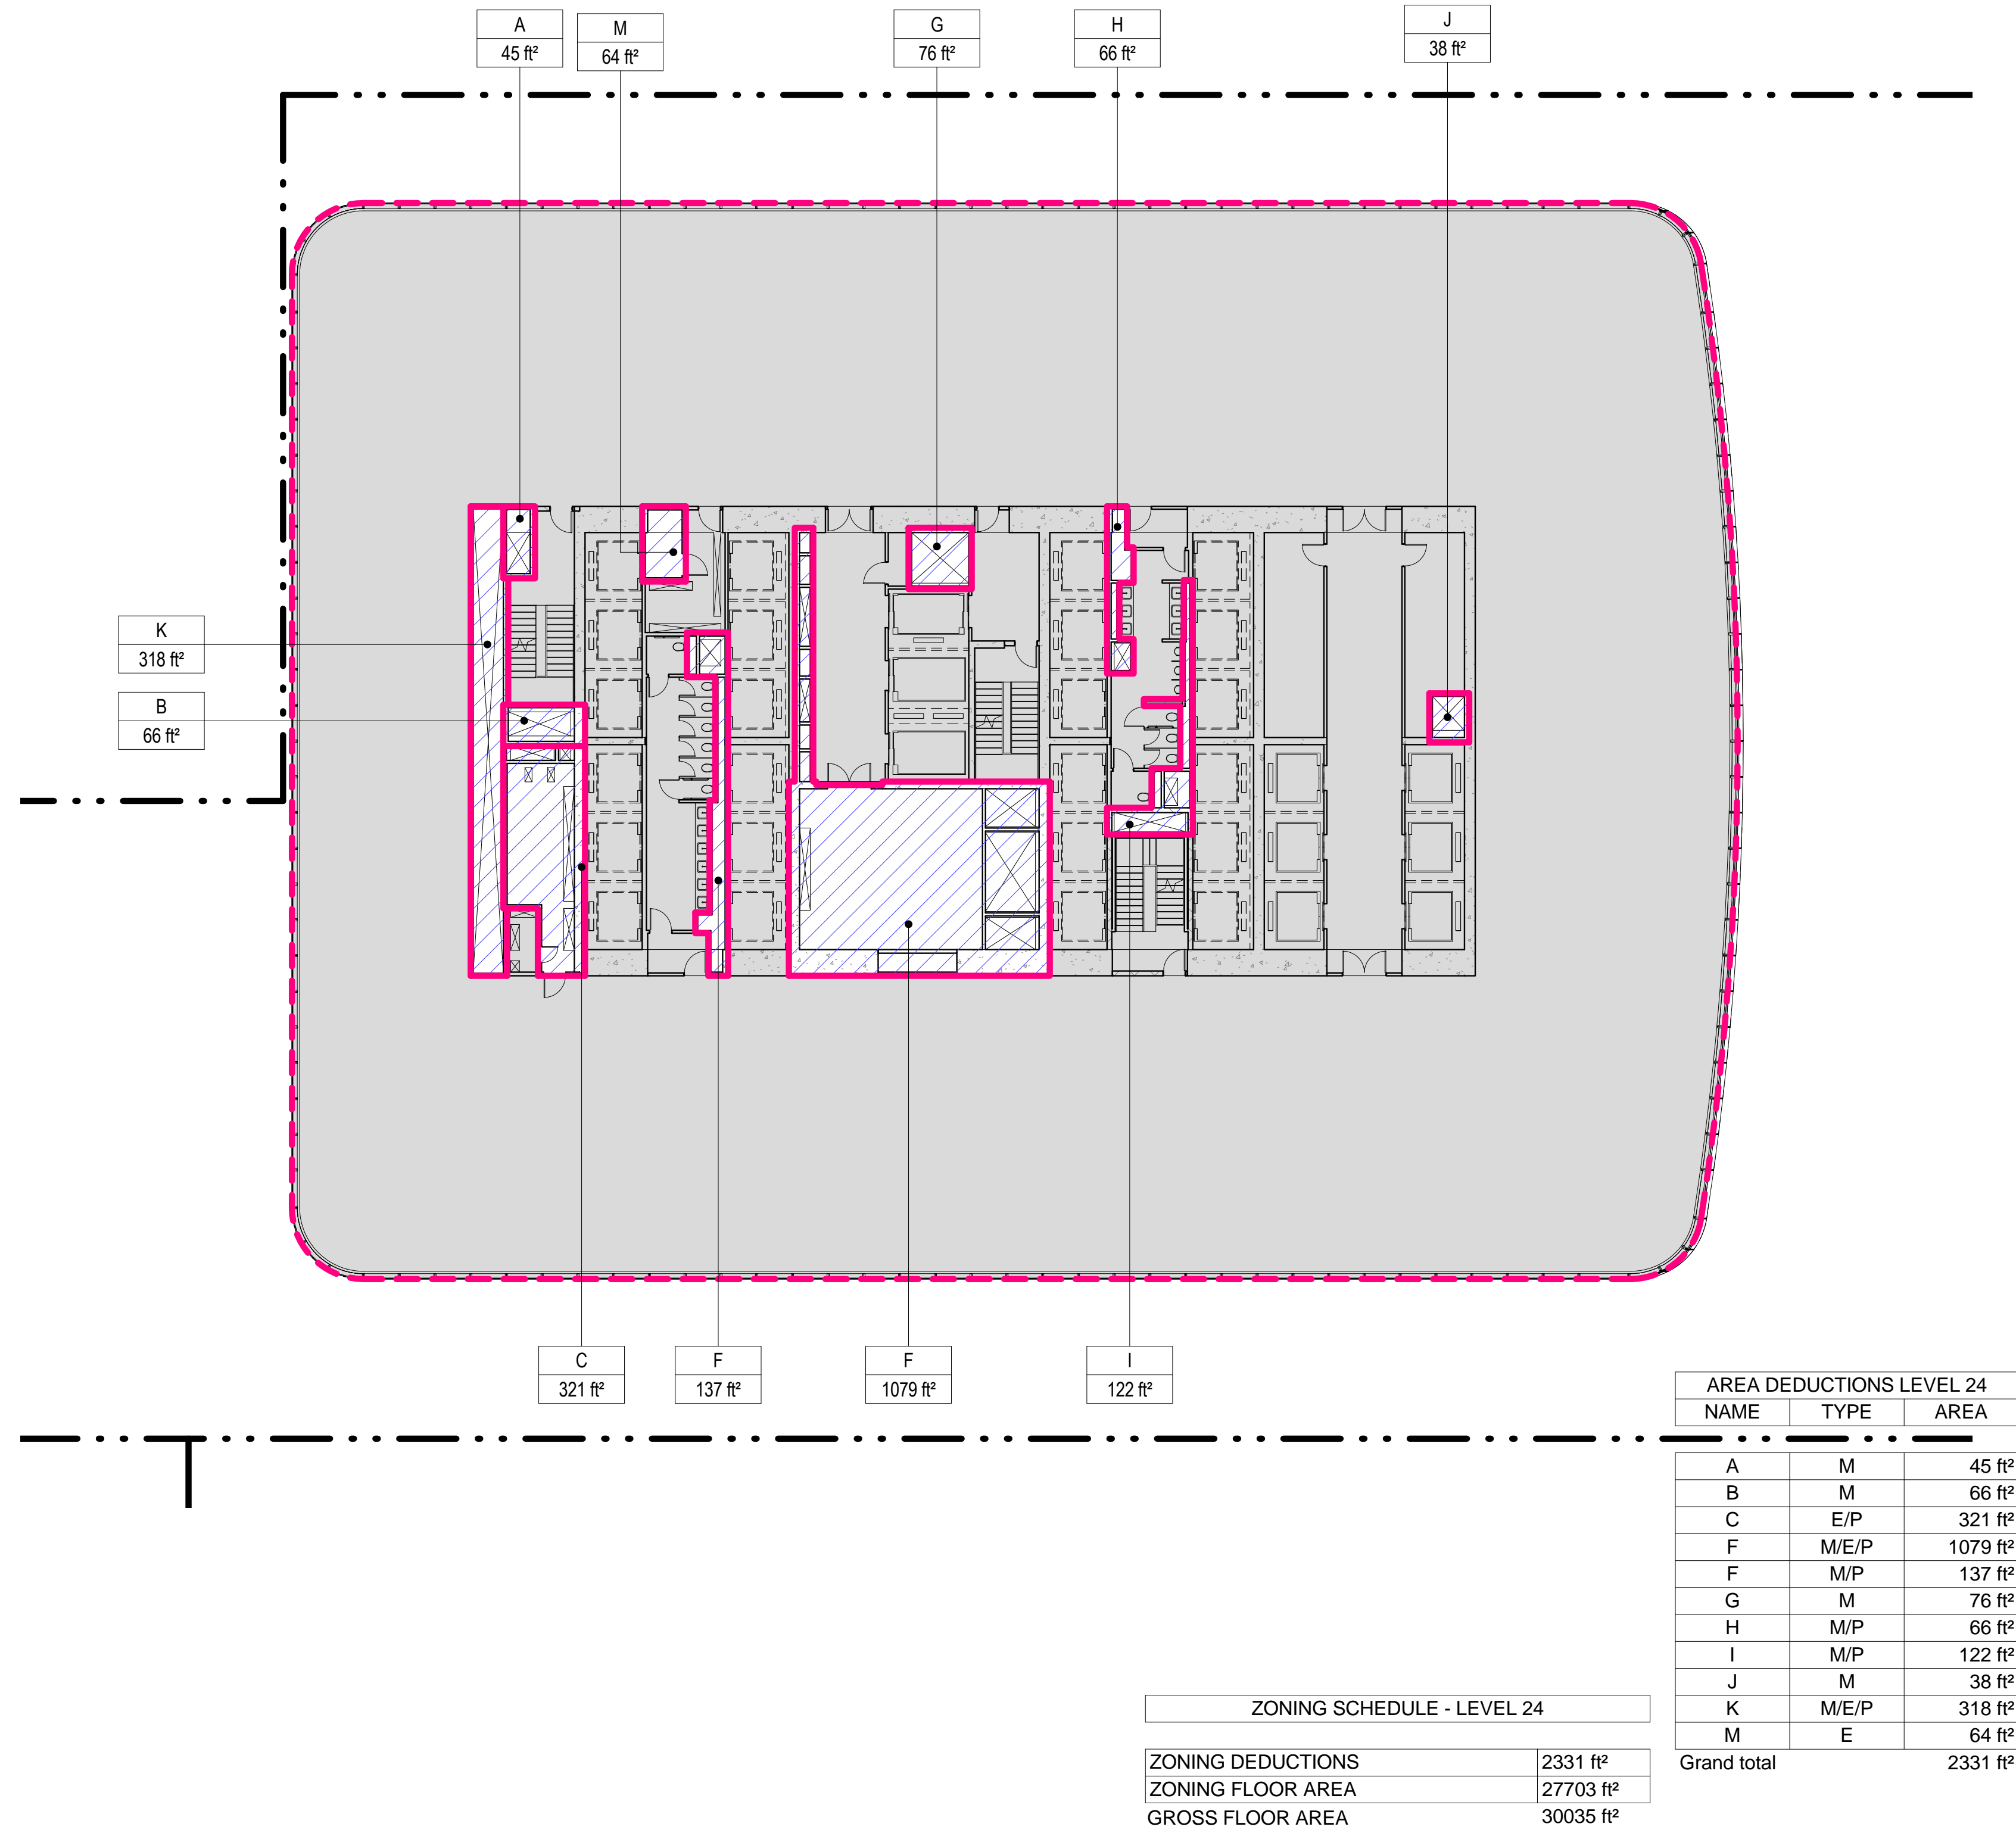 A
45 ft²
M
64 ft²
G
76 ft²
H
66 ft²
J
38 ft²
K
318 ft²
B
66 ft²
C
321 ft²
F
137 ft²
F
1079 ft²
I
122 ft²
AREA DEDUCTIONS LEVEL 24
NAME TYPE AREA
A M 45 ft²
B M 66 ft²
C E/P 321 ft²
F M/E/P 1079 ft²
F M/P 137 ft²
G M 76 ft²
H M/P 66 ft²
I M/P 122 ft²
J M 38 ft²
K M/E/P 318 ft²
M E 64 ft²
Grand total 2331 ft²
ZONING SCHEDULE - LEVEL 24
ZONING DEDUCTIONS 2331 ft²
ZONING FLOOR AREA 27703 ft²
GROSS FLOOR AREA 30035 ft²